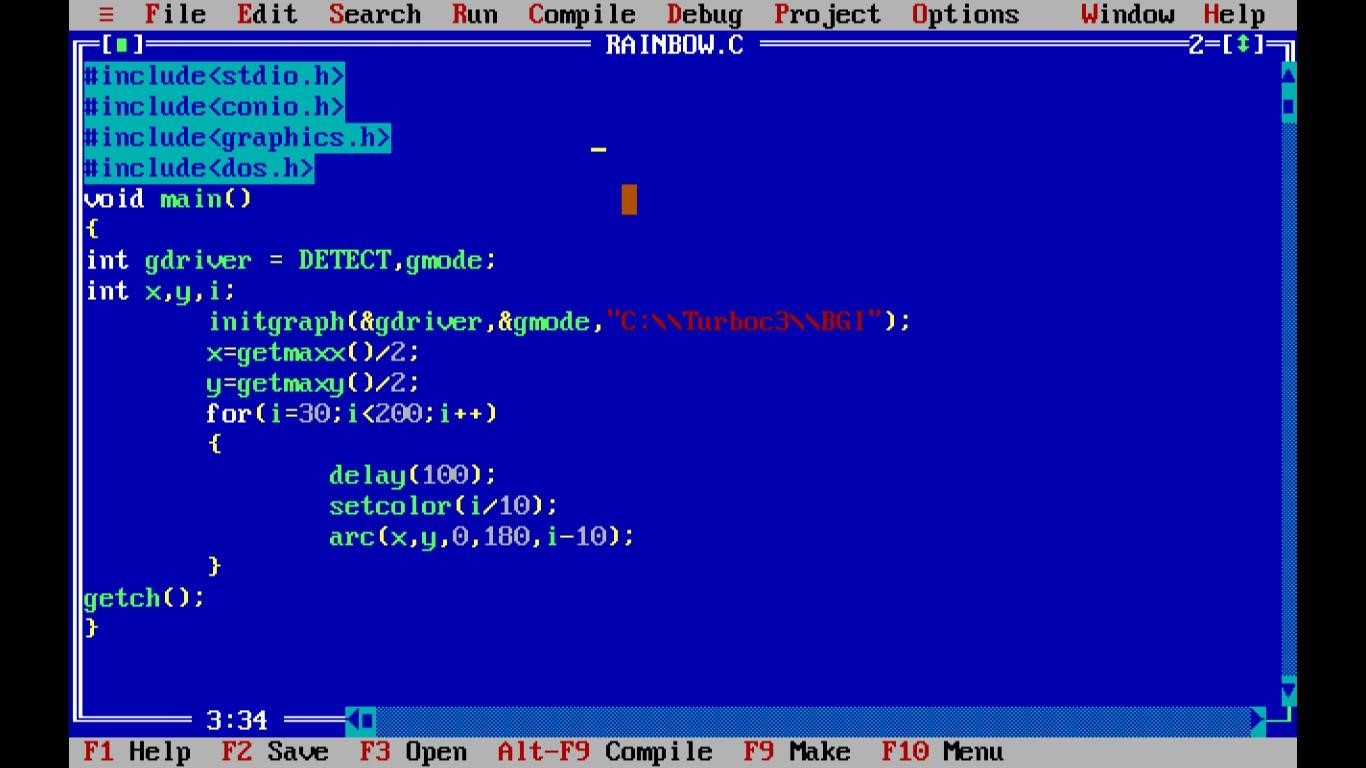 ≡ File Edit Search Run Compile Debug Project Options Window Help
[■] RAINBOW.C 2=[↕]
#include<stdio.h>
#include<conio.h>
#include<graphics.h>
#include<dos.h>
void main()
{
int gdriver = DETECT,gmode;
int x,y,i;
initgraph(&gdriver,&gmode,"C:\\Turboc3\\BGI");
x=getmaxx()/2;
y=getmaxy()/2;
for(i=30;i<200;i++)
{
delay(100);
setcolor(i/10);
arc(x,y,0,180,i-10);
}
getch();
}
3:34
F1 Help F2 Save F3 Open Alt-F9 Compile F9 Make F10 Menu